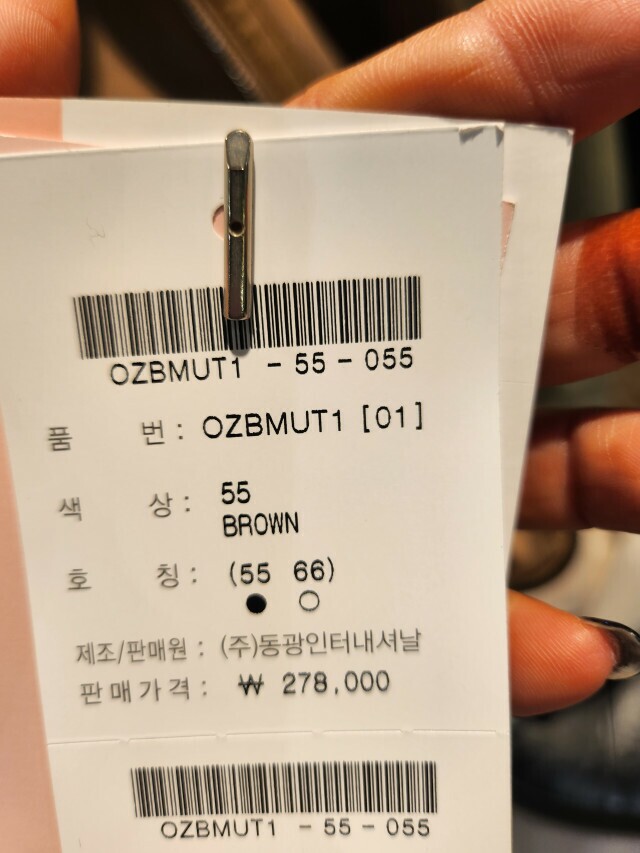 OZBMUT1 - 55 - 055
품 번 : OZBMUT1 [01]
색 상 : 55
BROWN
호 칭 : (55 66)
● ○
제조/판매원 : (주)동광인터내셔날
판매가격 : ₩ 278,000
OZBMUT1 - 55 - 055